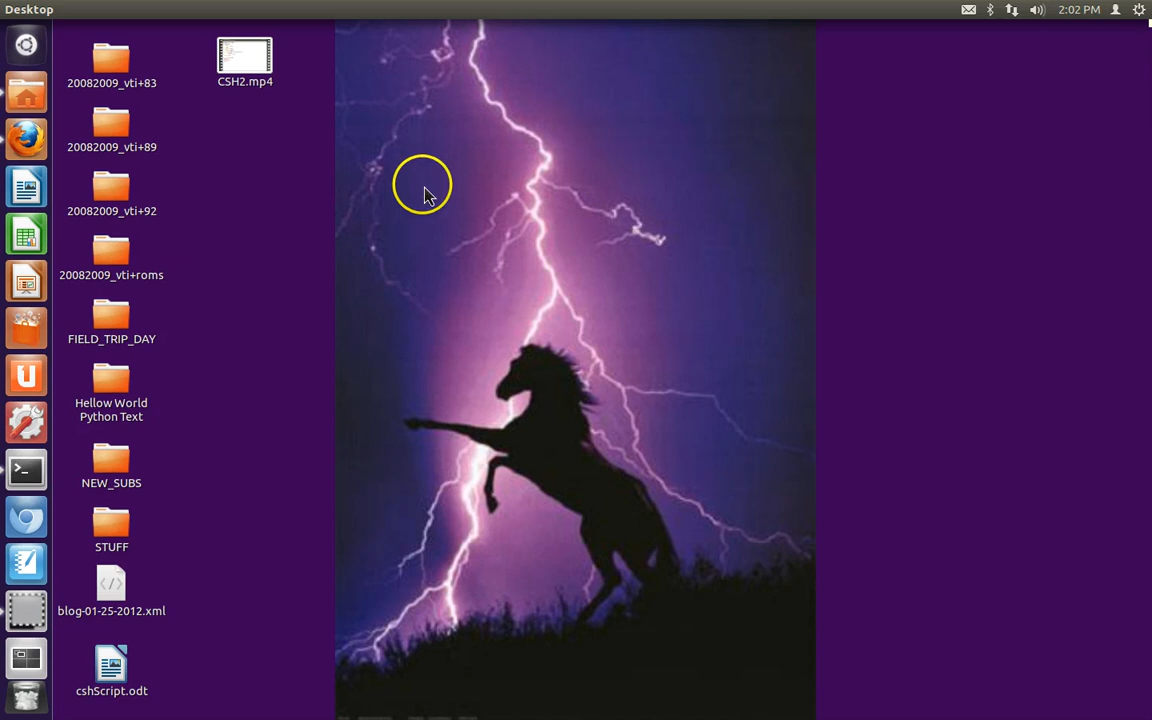 Desktop
2:02 PM
20082009_vti+83
CSH2.mp4
20082009_vti+89
20082009_vti+92
20082009_vti+roms
FIELD_TRIP_DAY
Hellow World
Python Text
NEW_SUBS
STUFF
blog-01-25-2012.xml
cshScript.odt